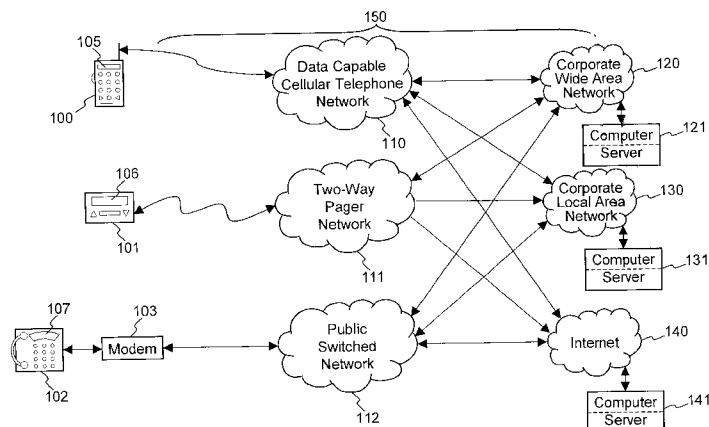 150
105
100
Data Capable
Cellular Telephone
Network
110
Corporate
Wide Area
Network
120
Computer
Server
121
106
101
Two-Way
Pager
Network
111
Corporate
Local Area
Network
130
Computer
Server
131
107
102
103
Modem
Public
Switched
Network
112
Internet
140
Computer
Server
141